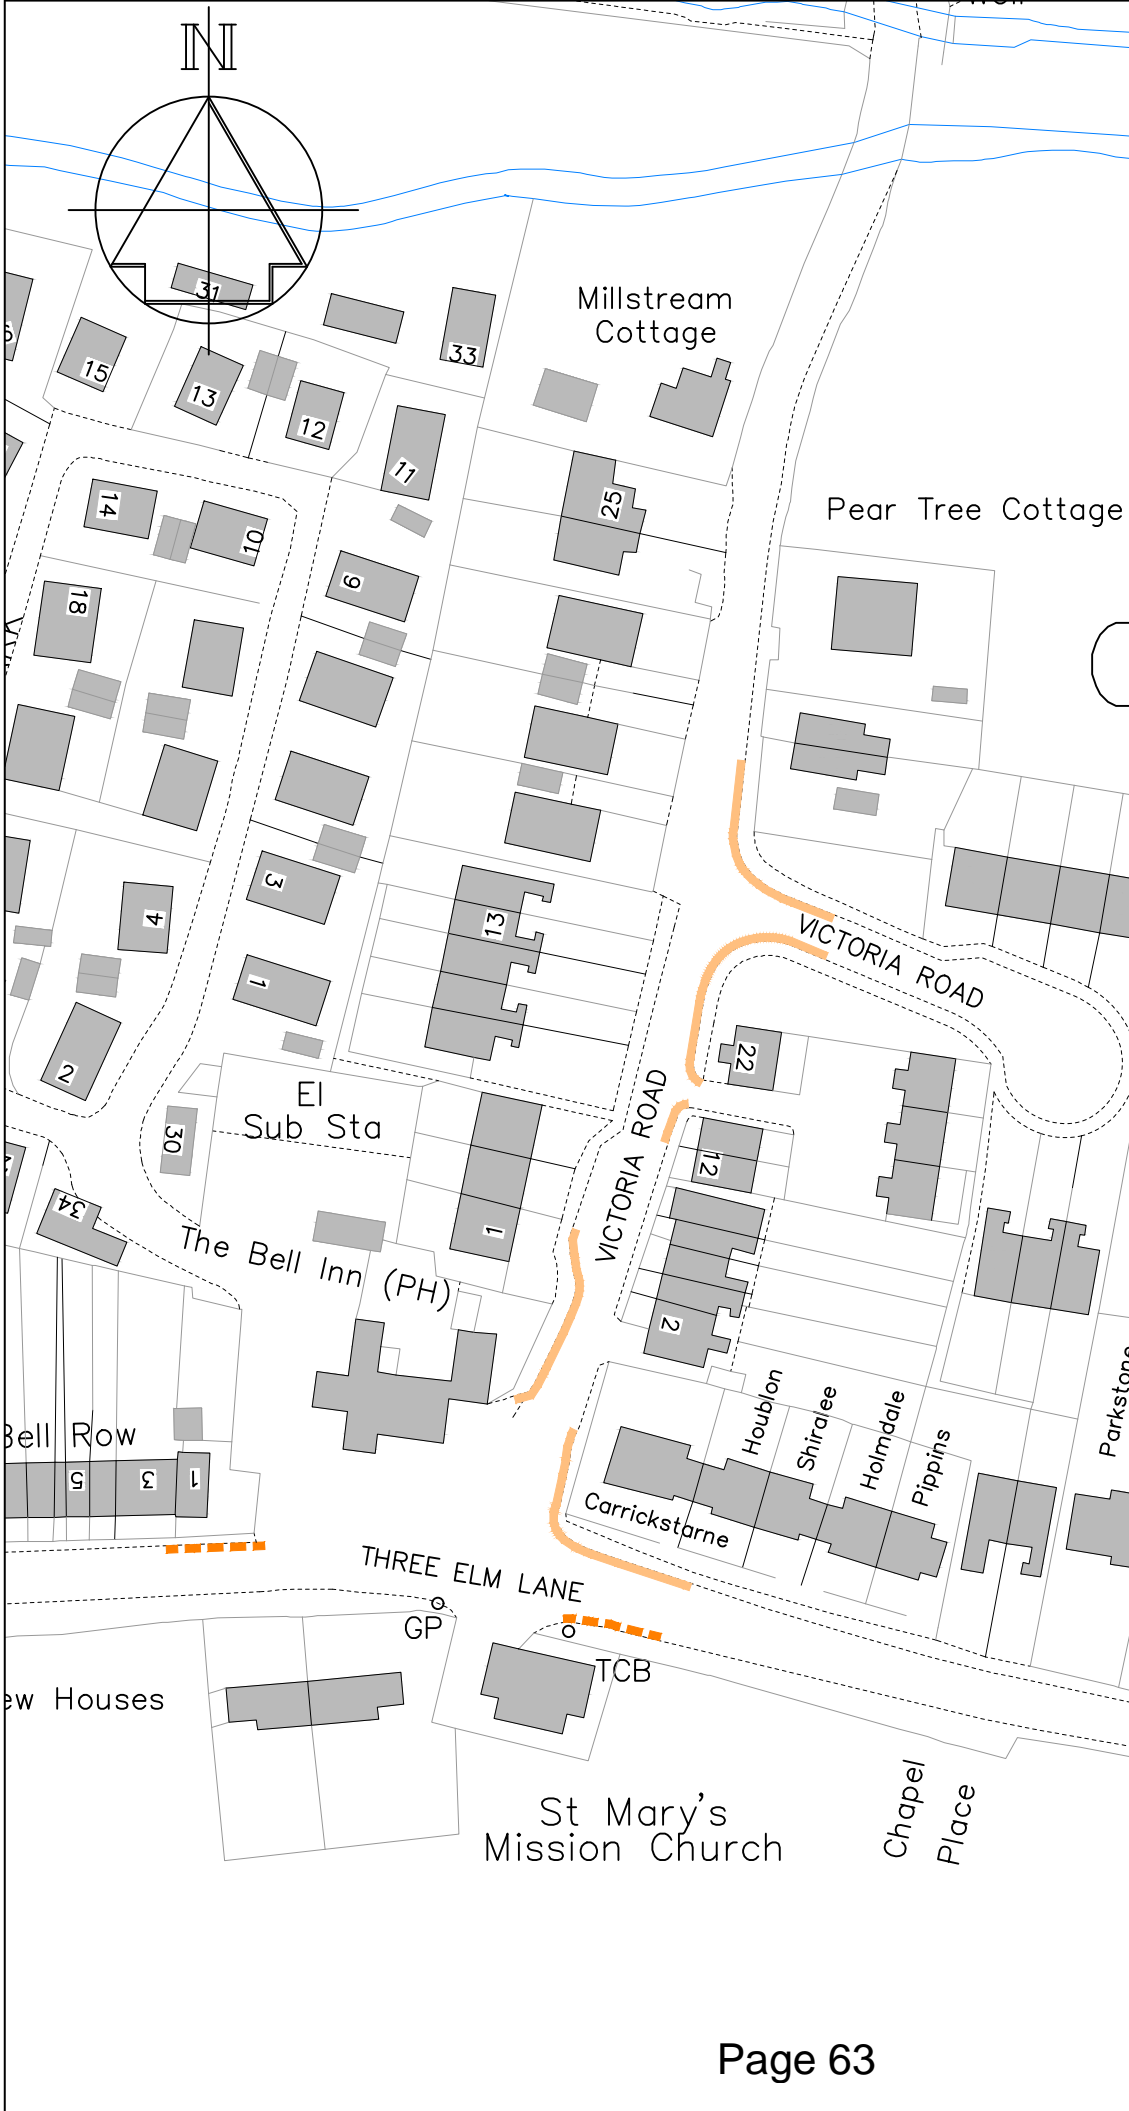 N
31
33
15
13
12
11
Millstream
Cottage
25
Pear Tree Cottage
14
10
9
18
3
4
13
1
2
VICTORIA ROAD
22
El
Sub Sta
30
VICTORIA ROAD
12
34
1
The Bell Inn (PH)
2
Houblon
Shiralee
Holmdale
Pippins
Parkstone
Bell Row
5
3
1
Carrickstarne
THREE ELM LANE
GP
TCB
ew Houses
St Mary's
Mission Church
Chapel
Place
Page 63